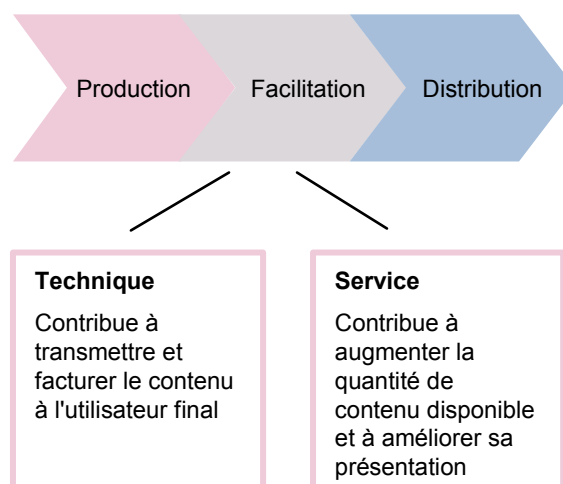 Production
Facilitation
Distribution
Technique
Contribue à
transmettre et
facturer le contenu
à l'utilisateur final
Service
Contribue à
augmenter la
quantité de
contenu disponible
et à améliorer sa
présentation